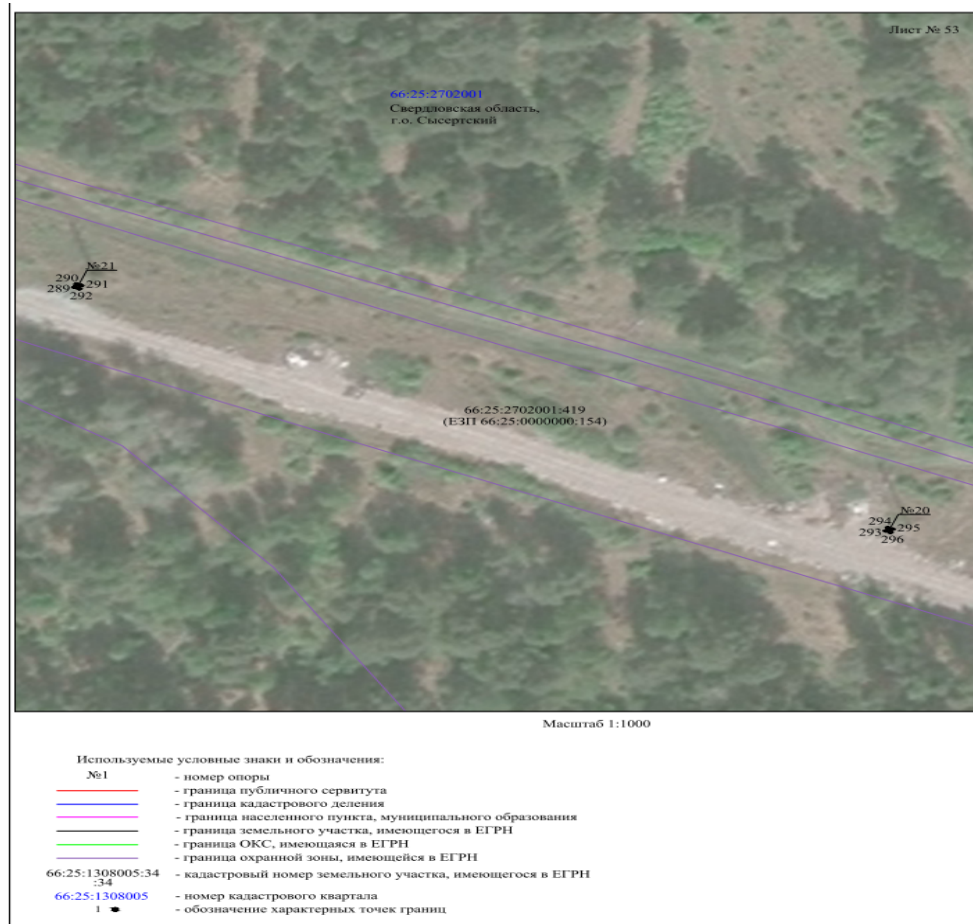 Лист № 53
66:25:2702001
Свердловская область,
г.о. Сысертский
№21
290
291
289
292
66:25:2702001:419
(ЕЗП 66:25:0000000:154)
№20
294
295
293
296
Масштаб 1:1000
Используемые условные знаки и обозначения:
№1 - номер опоры
- граница публичного сервитута
- граница кадастрового деления
- граница населенного пункта, муниципального образования
- граница земельного участка, имеющегося в ЕГРН
- граница ОКС, имеющаяся в ЕГРН
- граница охранной зоны, имеющейся в ЕГРН
66:25:1308005:34 - кадастровый номер земельного участка, имеющегося в ЕГРН
:34
66:25:1308005 - номер кадастрового квартала
1 - обозначение характерных точек границ